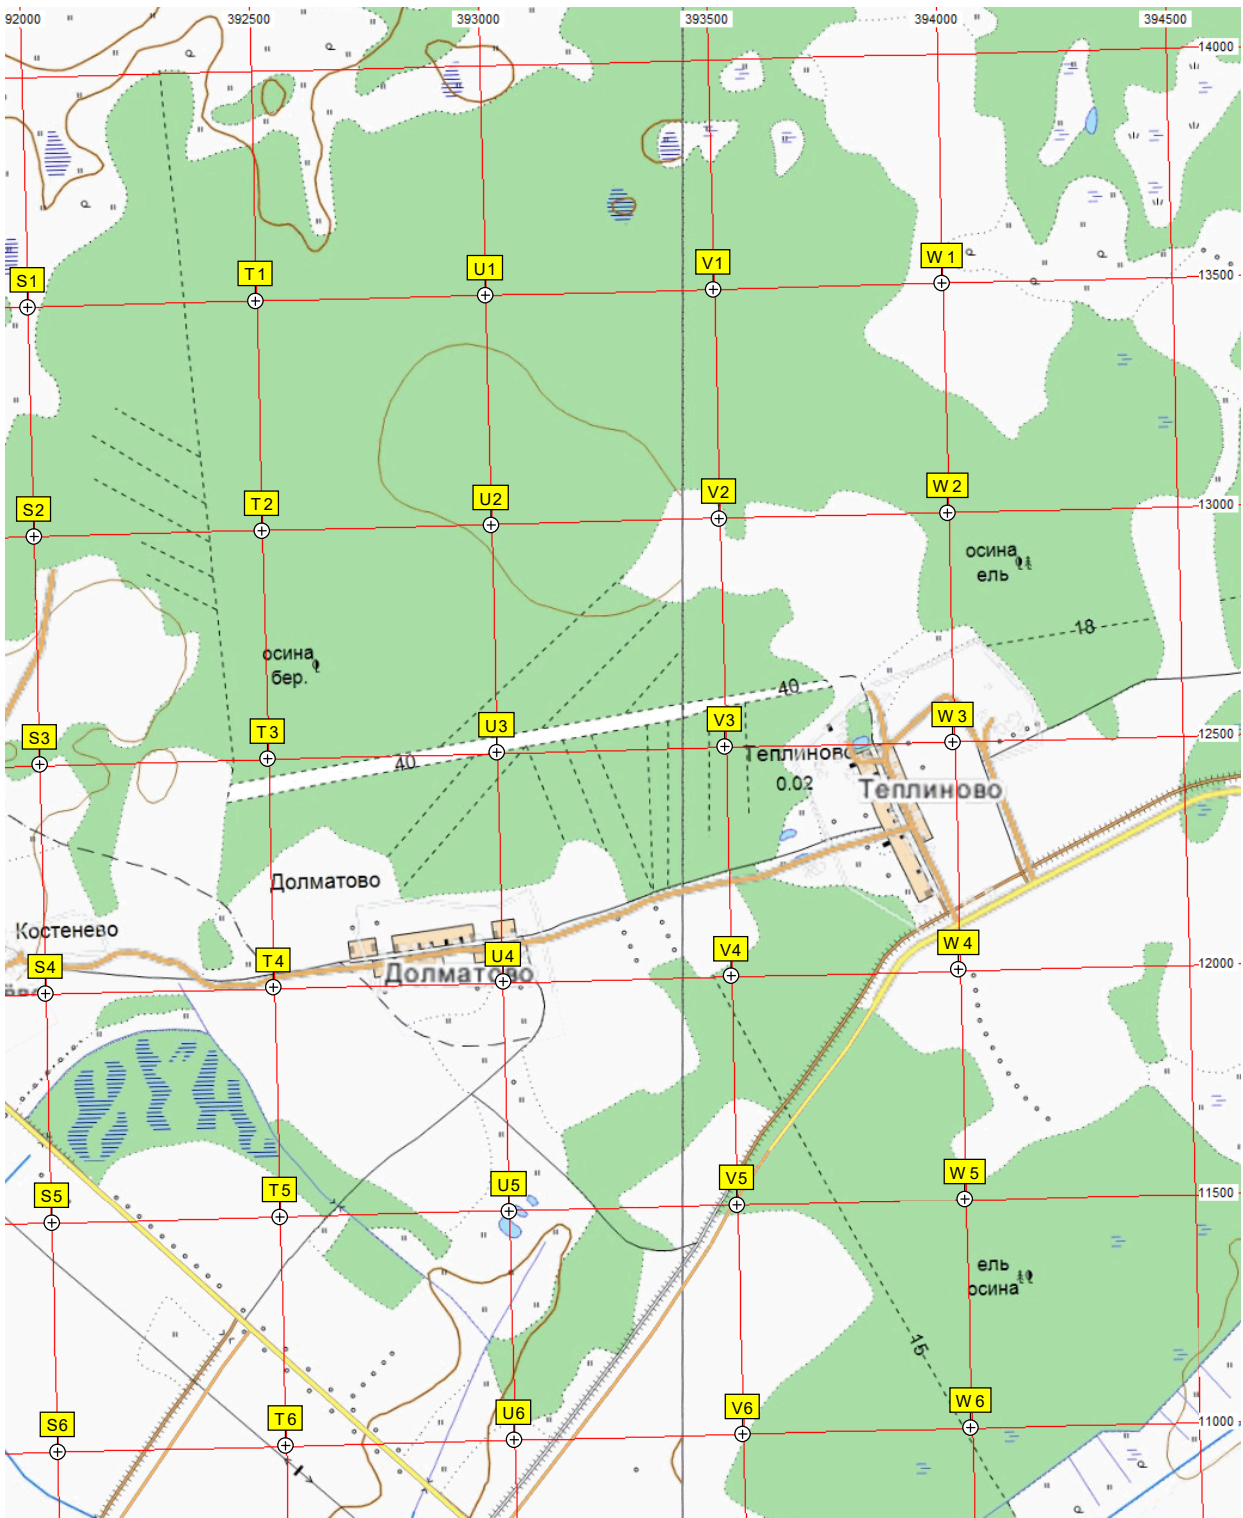 92000 392500 393000 393500 394000 394500
14000
S1 T1 U1 V1 W1
13500
S2 T2 U2 V2 W2
13000
осина
ель
18
осина
бер.
40
S3 T3 U3 V3 W3
12500
40
Теплиново
0.02
Теплиново
Долматово
Костенево
S4 T4 U4 V4 W4
12000
Долматово
S5 T5 U5 V5 W5
11500
ель
осина
15
S6 T6 U6 V6 W6
11000